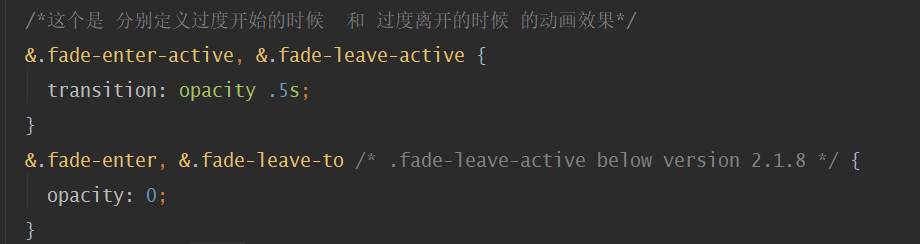 /*这个是 分别定义过度开始的时候  和 过度离开的时候 的动画效果*/
&.fade-enter-active, &.fade-leave-active {
  transition: opacity .5s;
}
&.fade-enter, &.fade-leave-to /* .fade-leave-active below version 2.1.8 */ {
  opacity: 0;
}